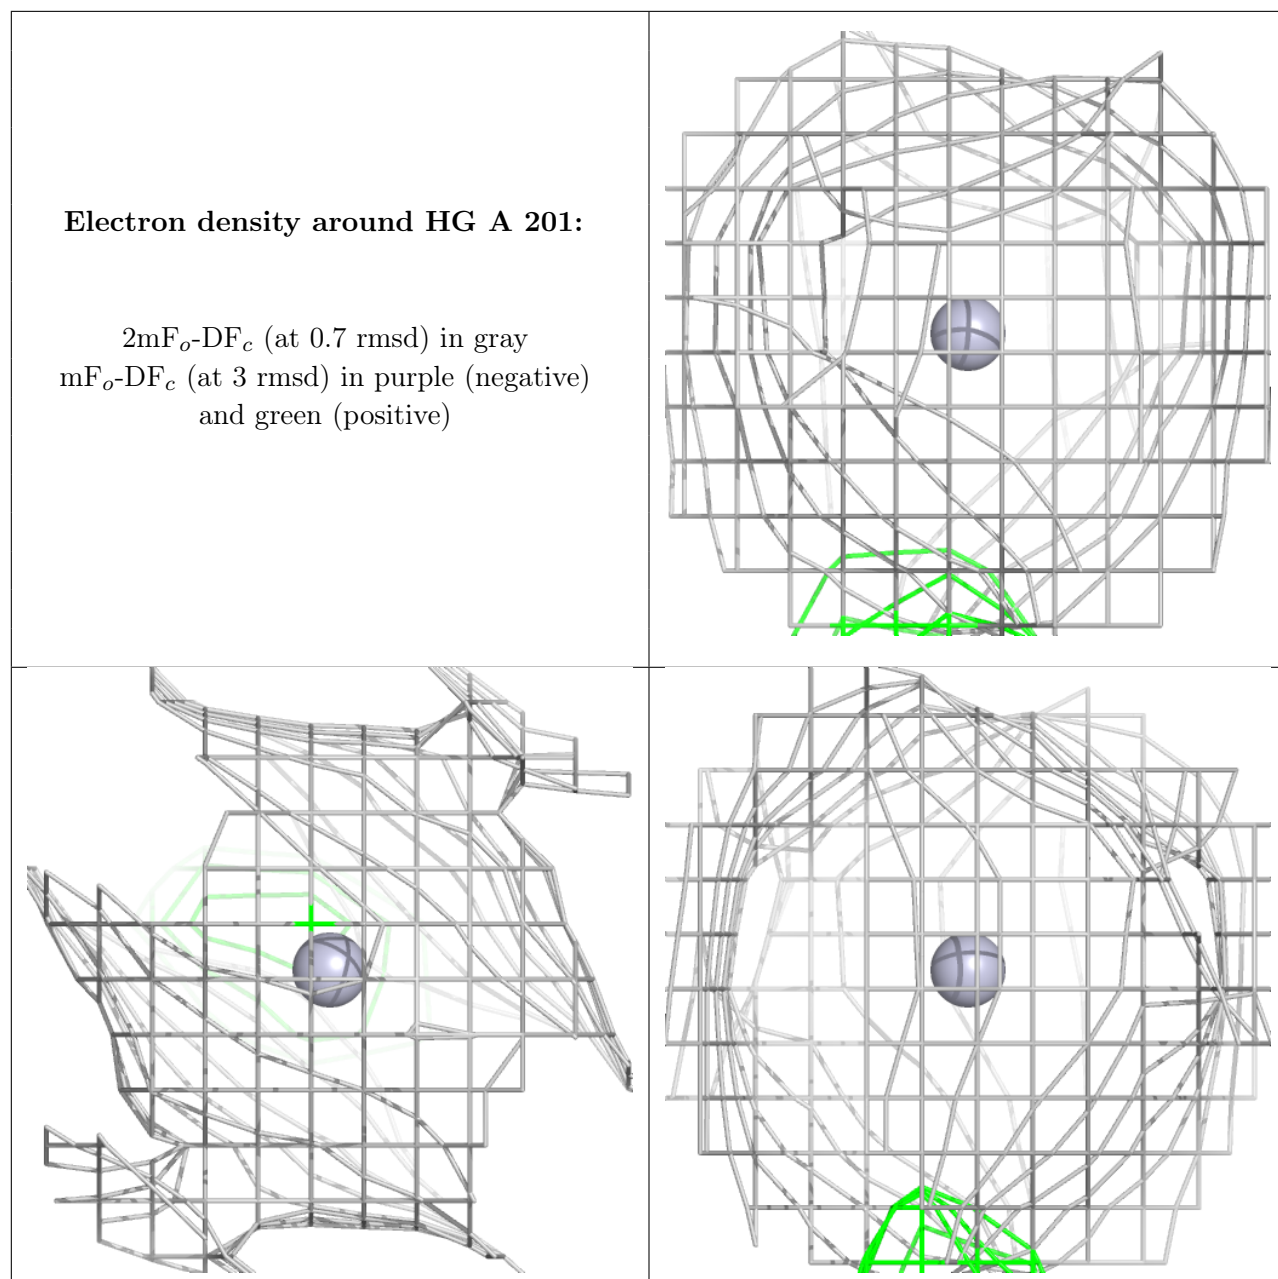 Electron density around HG A 201:
2mFo-DFc (at 0.7 rmsd) in gray
mFo-DFc (at 3 rmsd) in purple (negative)
and green (positive)